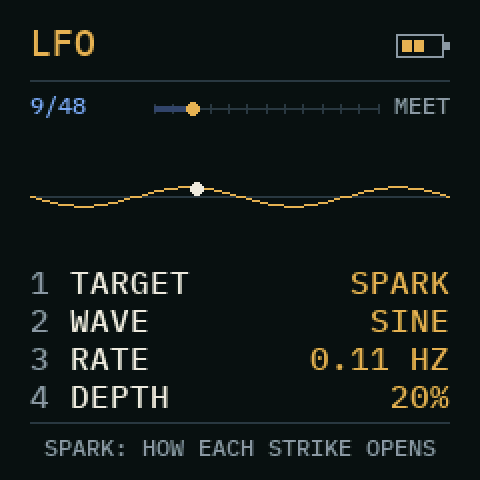 LFO
9/48 MEET
1 TARGET SPARK
2 WAVE SINE
3 RATE 0.11 HZ
4 DEPTH 20%
SPARK: HOW EACH STRIKE OPENS